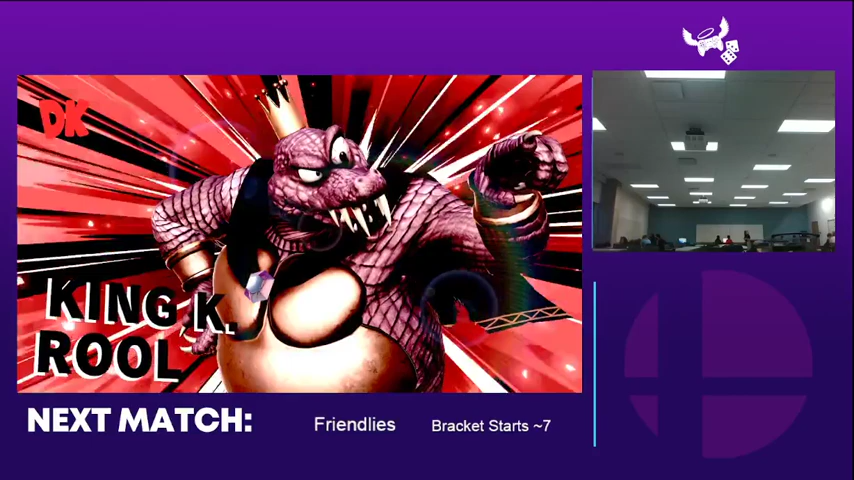 DK
KING K.
ROOL
NEXT MATCH:
Friendlies
Bracket Starts ~7